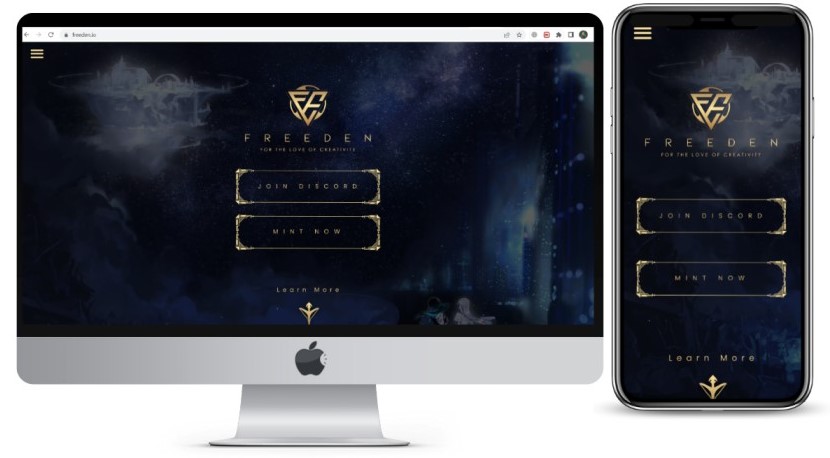 freeden.io
FREEDEN
FOR THE LOVE OF CREATIVITY
JOIN DISCORD
MINT NOW
Learn More
FREEDEN
FOR THE LOVE OF CREATIVITY
JOIN DISCORD
MINT NOW
Learn More